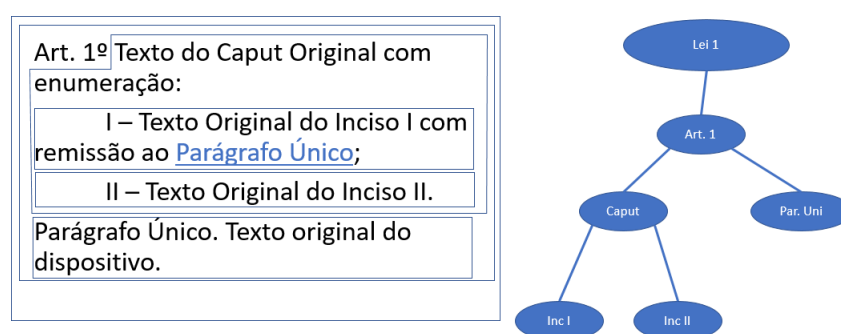 Art. 1º Texto do Caput Original com
enumeração:
I – Texto Original do Inciso I com
remissão ao Parágrafo Único;
II – Texto Original do Inciso II.
Parágrafo Único. Texto original do
dispositivo.
Lei 1
Art. 1
Caput
Par. Uni
Inc I
Inc II